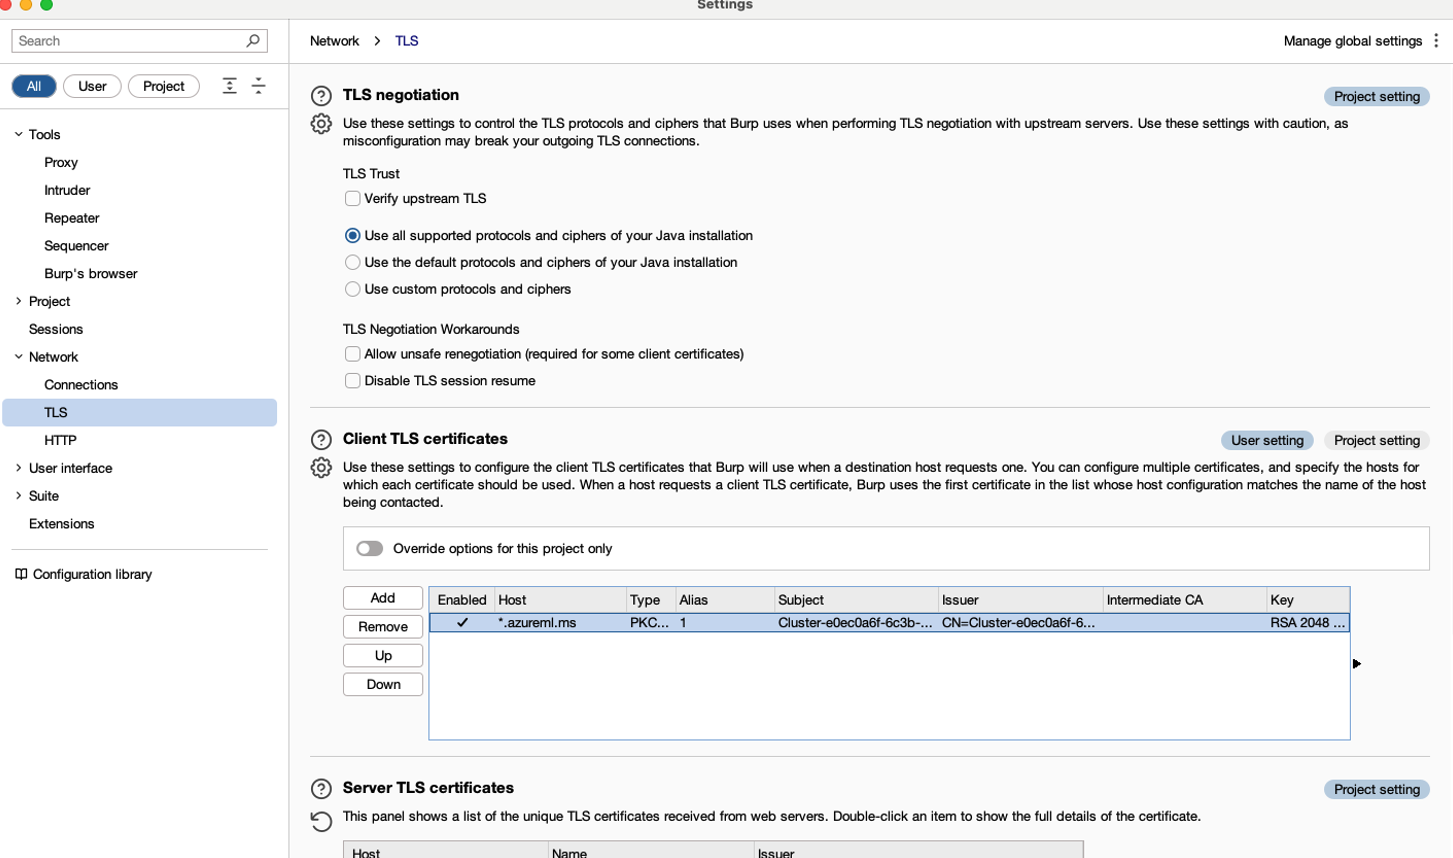 Settings
Search
All
User
Project
Tools
Proxy
Intruder
Repeater
Sequencer
Burp's browser
Project
Sessions
Network
Connections
TLS
HTTP
User interface
Suite
Extensions
Configuration library
Network > TLS
Manage global settings
TLS negotiation
Project setting
Use these settings to control the TLS protocols and ciphers that Burp uses when performing TLS negotiation with upstream servers. Use these settings with caution, as
misconfiguration may break your outgoing TLS connections.
TLS Trust
Verify upstream TLS
Use all supported protocols and ciphers of your Java installation
Use the default protocols and ciphers of your Java installation
Use custom protocols and ciphers
TLS Negotiation Workarounds
Allow unsafe renegotiation (required for some client certificates)
Disable TLS session resume
Client TLS certificates
User setting
Project setting
Use these settings to configure the client TLS certificates that Burp will use when a destination host requests one. You can configure multiple certificates, and specify the hosts for
which each certificate should be used. When a host requests a client TLS certificate, Burp uses the first certificate in the list whose host configuration matches the name of the host
being contacted.
Override options for this project only
Add
Remove
Up
Down
Enabled Host Type Alias Subject Issuer Intermediate CA Key
*.azureml.ms PKC... 1 Cluster-e0ec0a6f-6c3b-... CN=Cluster-e0ec0a6f-6... RSA 2048 ...
Server TLS certificates
Project setting
This panel shows a list of the unique TLS certificates received from web servers. Double-click an item to show the full details of the certificate.
Host Name Issuer